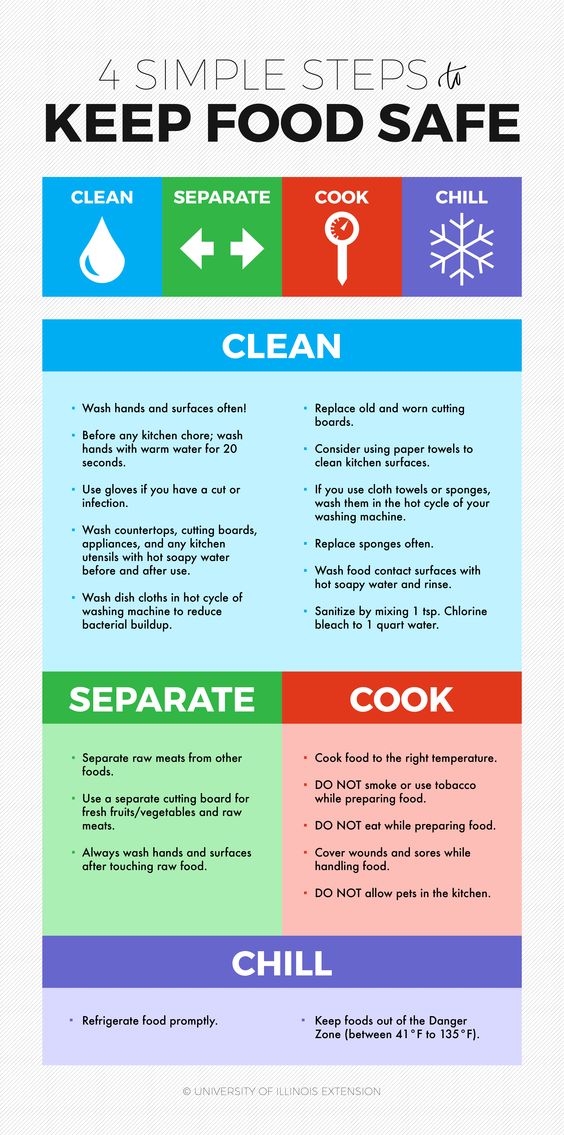 4 SIMPLE STEPS to
KEEP FOOD SAFE
CLEAN
SEPARATE
COOK
CHILL
CLEAN
Wash hands and surfaces often!
Before any kitchen chore; wash
hands with warm water for 20
seconds.
Use gloves if you have a cut or
infection.
Wash countertops, cutting boards,
appliances, and any kitchen
utensils with hot soapy water
before and after use.
Wash dish cloths in hot cycle of
washing machine to reduce
bacterial buildup.
Replace old and worn cutting
boards.
Consider using paper towels to
clean kitchen surfaces.
If you use cloth towels or sponges,
wash them in the hot cycle of your
washing machine.
Replace sponges often.
Wash food contact surfaces with
hot soapy water and rinse.
Sanitize by mixing 1 tsp. Chlorine
bleach to 1 quart water.
SEPARATE
Separate raw meats from other
foods.
Use a separate cutting board for
fresh fruits/vegetables and raw
meats.
Always wash hands and surfaces
after touching raw food.
COOK
Cook food to the right temperature.
DO NOT smoke or use tobacco
while preparing food.
DO NOT eat while preparing food.
Cover wounds and sores while
handling food.
DO NOT allow pets in the kitchen.
CHILL
Refrigerate food promptly.
Keep foods out of the Danger
Zone (between 41°F to 135°F).
© UNIVERSITY OF ILLINOIS EXTENSION